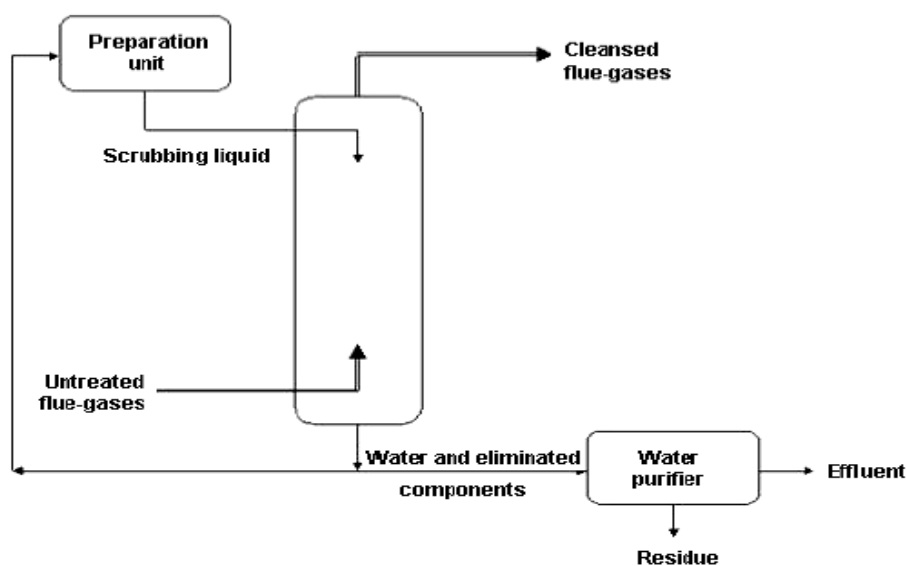 Preparation
unit
Cleansed
flue-gases
Scrubbing liquid
Untreated
flue-gases
Water and eliminated
components
Water
purifier
Effluent
Residue